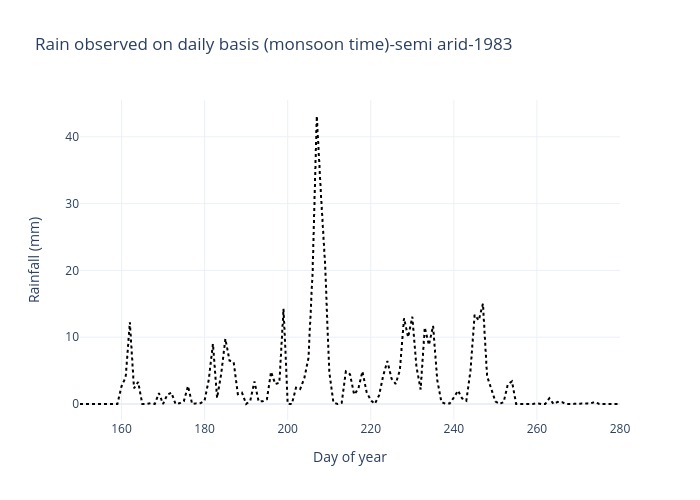 Rain observed on daily basis (monsoon time)-semi arid-1983
40
30
20
10
0
Rainfall (mm)
160 180 200 220 240 260 280
Day of year